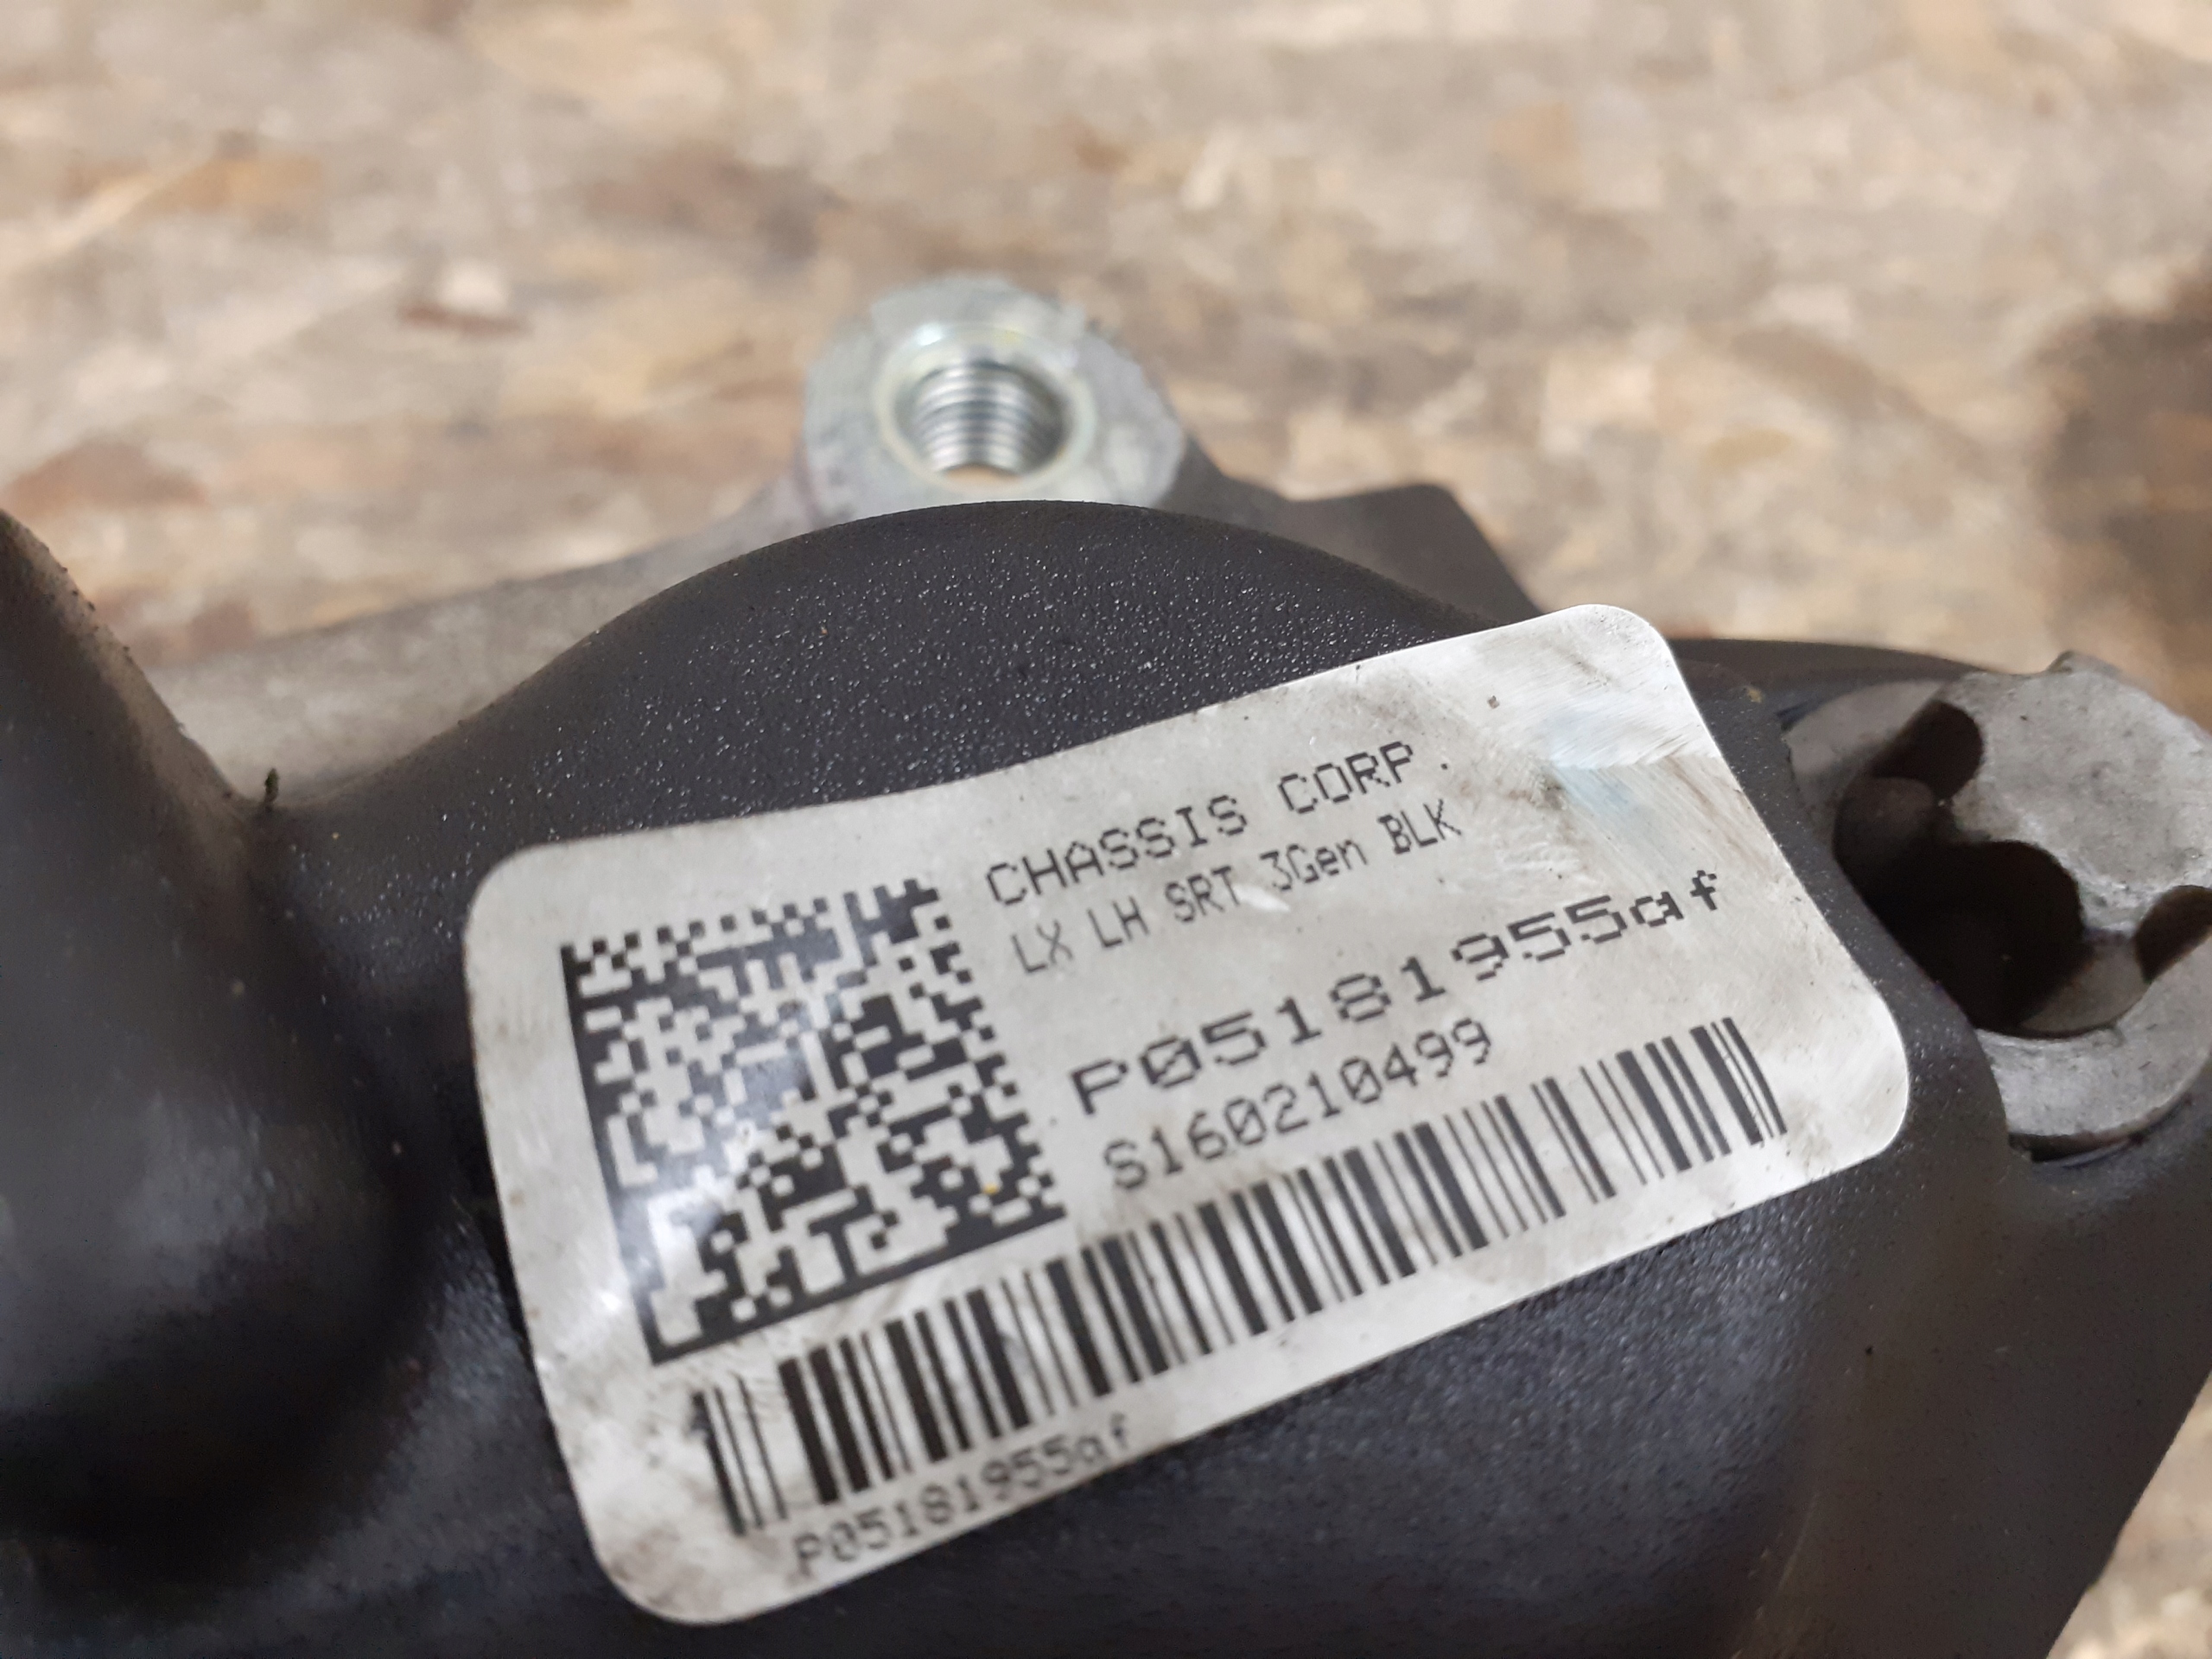 CHASSIS CORP.
LX LH SRT 3Gen BLK
P05181955af
S160210499
P05181955af